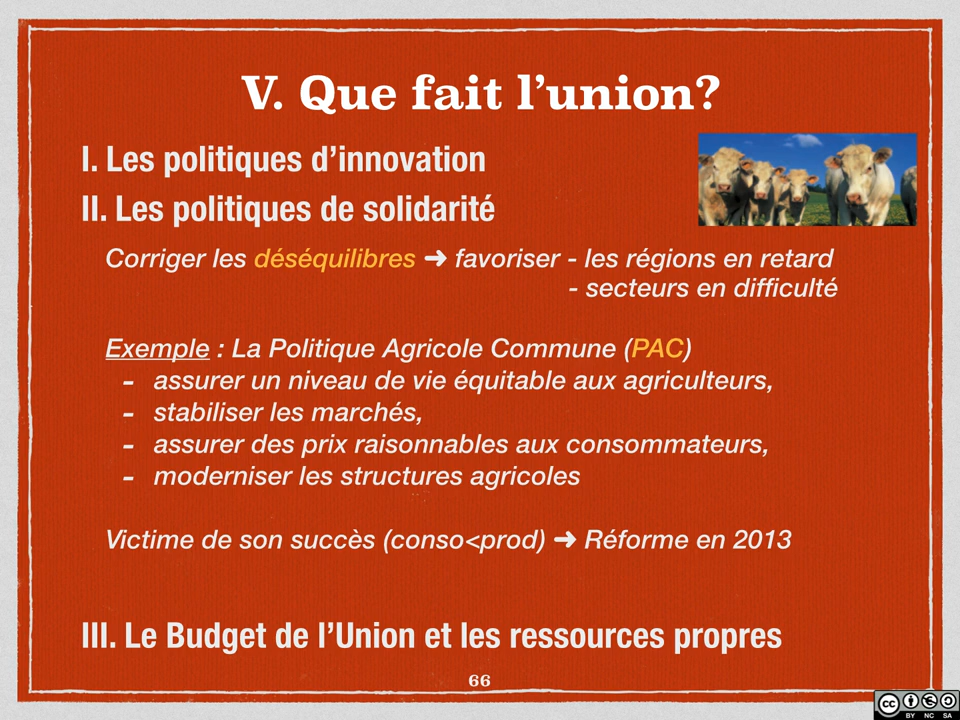 V. Que fait l’union?
I. Les politiques d’innovation
II. Les politiques de solidarité
Corriger les déséquilibres ➜ favoriser - les régions en retard
- secteurs en difficulté
Exemple : La Politique Agricole Commune (PAC)
- assurer un niveau de vie équitable aux agriculteurs,
- stabiliser les marchés,
- assurer des prix raisonnables aux consommateurs,
- moderniser les structures agricoles
Victime de son succès (conso<prod) ➜ Réforme en 2013
III. Le Budget de l’Union et les ressources propres
66
cc
BY NC SA